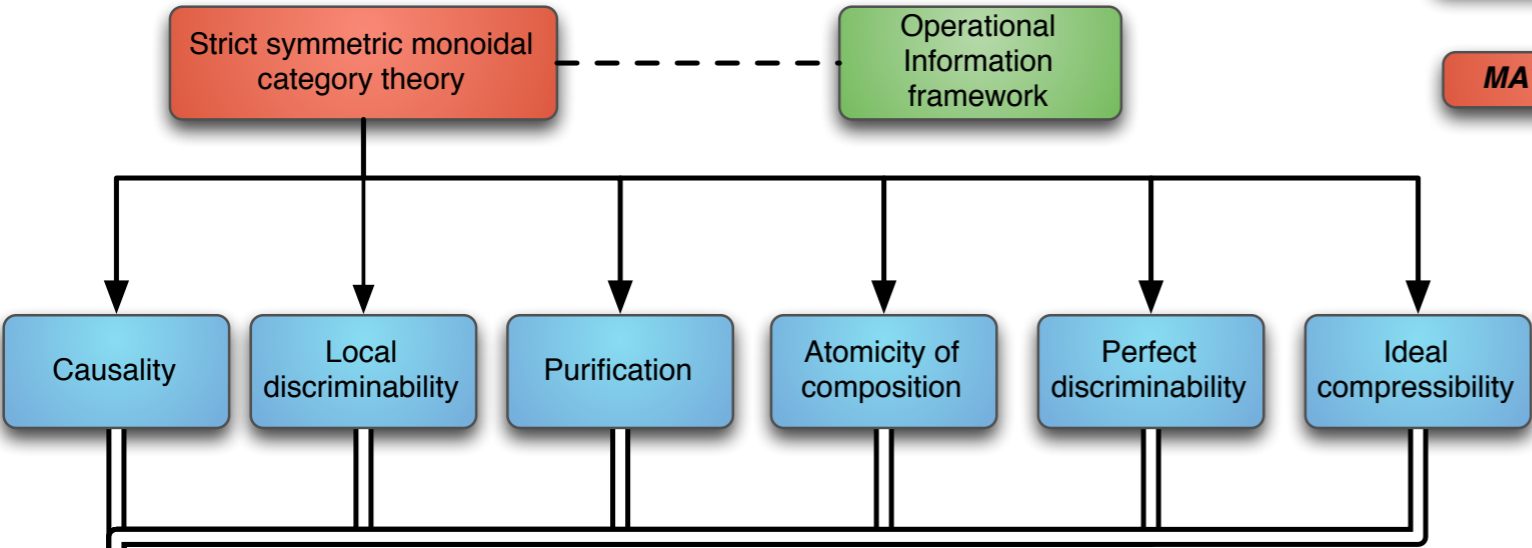 Strict symmetric monoidal
category theory
Operational
Information
framework
MA
Causality
Local
discriminability
Purification
Atomicity of
composition
Perfect
discriminability
Ideal
compressibility